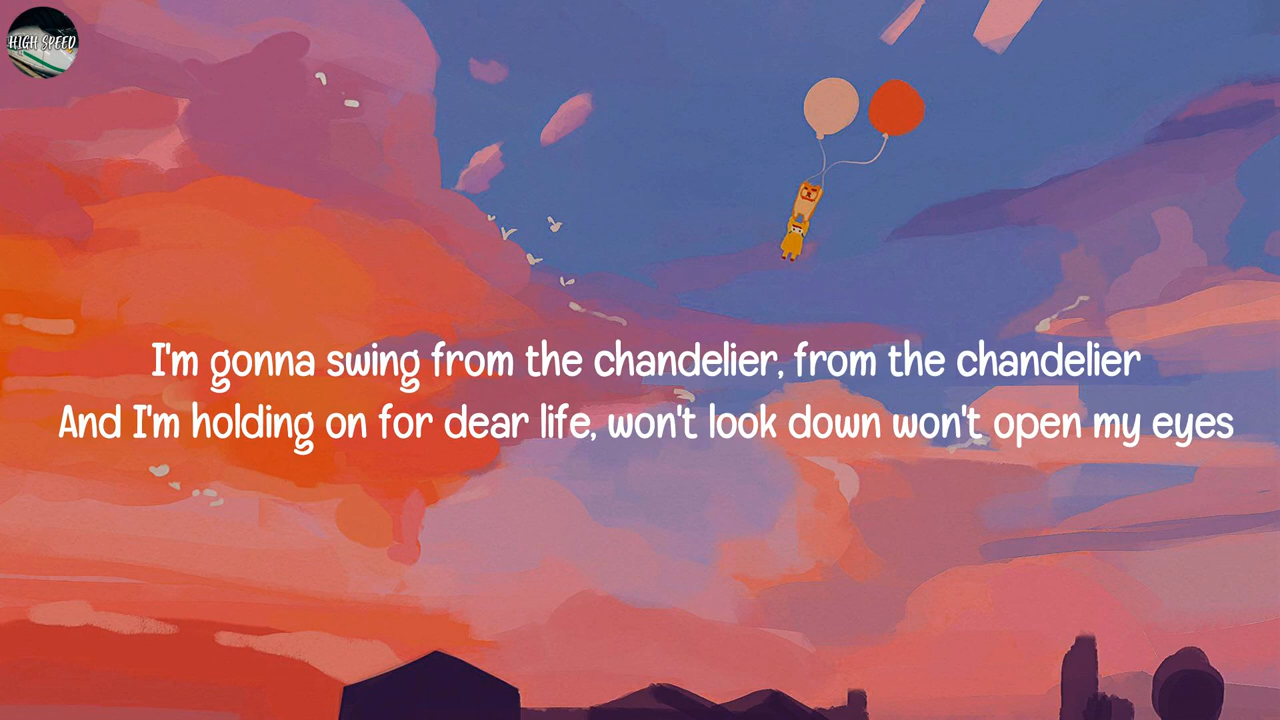 HIGH SPEED
I'm gonna swing from the chandelier, from the chandelier
And I'm holding on for dear life, won't look down won't open my eyes